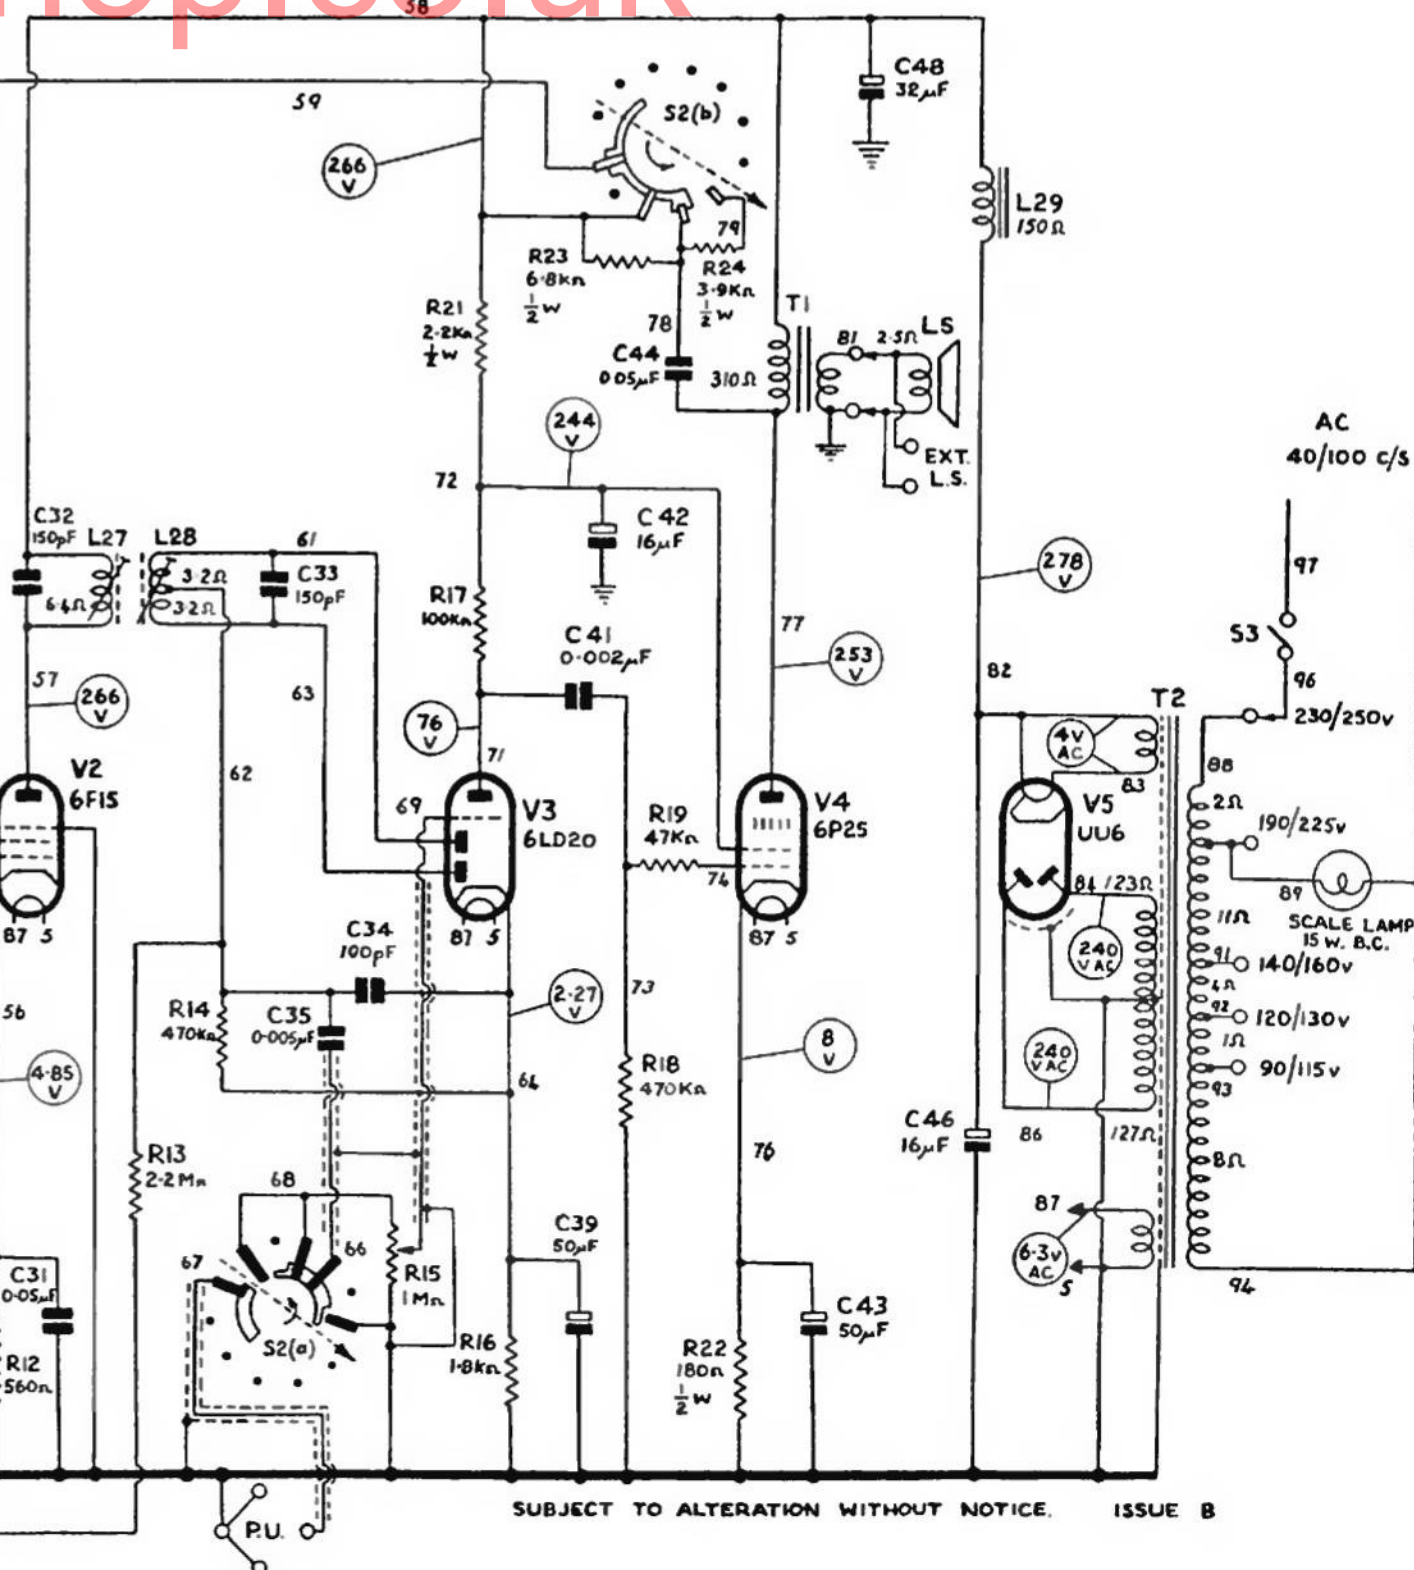 58
59
S2(b)
C48
32µF
266
V
L29
150Ω
79
R23
6·8KΩ
½W
R24
3·9KΩ
½W
R21
2·2KΩ
½W
78
T1
C44
0·05µF
310Ω
81
2·5Ω
LS
EXT.
L.S.
244
V
AC
40/100 C/S
72
C32
150pF
L27
L28
61
3·2Ω
3·2Ω
6·4Ω
C33
150pF
C42
16µF
278
V
97
R17
100KΩ
C41
0·002µF
77
S3
253
V
82
96
57
266
V
63
76
V
71
T2
230/250V
4V
AC
83
88
V2
6F15
62
69
V3
6LD20
R19
47KΩ
74
V4
6P25
V5
UU6
2Ω
190/225V
84
123Ω
89
SCALE LAMP
15 W. B.C.
87 5
87 5
87 5
C34
100pF
11Ω
240
V AC
91
140/160V
4Ω
56
R14
470KΩ
C35
0·005µF
2·27
V
73
92
120/130V
1Ω
8
V
240
V AC
90/115V
93
4·85
V
64
R18
470KΩ
C46
16µF
86
127Ω
R13
2·2MΩ
76
8Ω
68
87
67
66
C39
50µF
6·3V
AC
5
94
C31
0·05µF
R15
1MΩ
C43
50µF
S2(a)
R16
1·8KΩ
R12
560Ω
R22
180Ω
½W
SUBJECT TO ALTERATION WITHOUT NOTICE. ISSUE B
P.U.